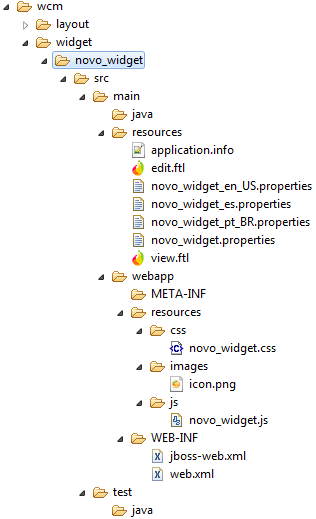 wcm
layout
widget
novo_widget
src
main
java
resources
application.info
edit.ftl
novo_widget_en_US.properties
novo_widget_es.properties
novo_widget_pt_BR.properties
novo_widget.properties
view.ftl
webapp
META-INF
resources
css
novo_widget.css
images
icon.png
js
novo_widget.js
WEB-INF
jboss-web.xml
web.xml
test
java